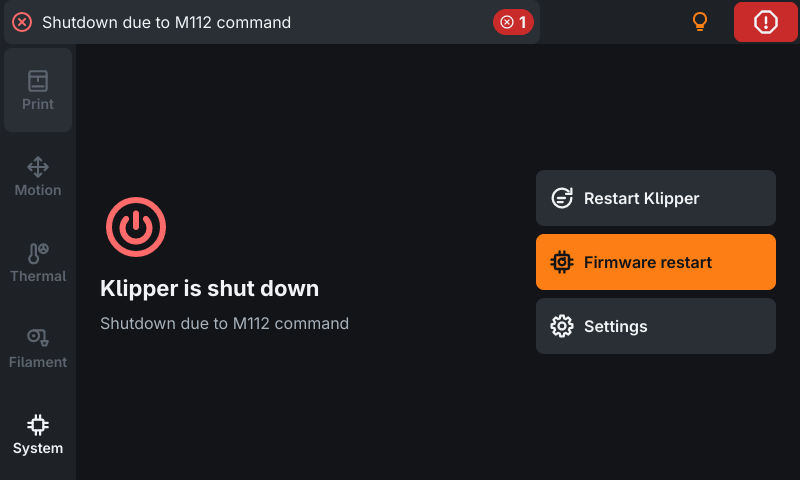 Shutdown due to M112 command
1
Print
Motion
Thermal
Filament
System
Klipper is shut down
Shutdown due to M112 command
Restart Klipper
Firmware restart
Settings